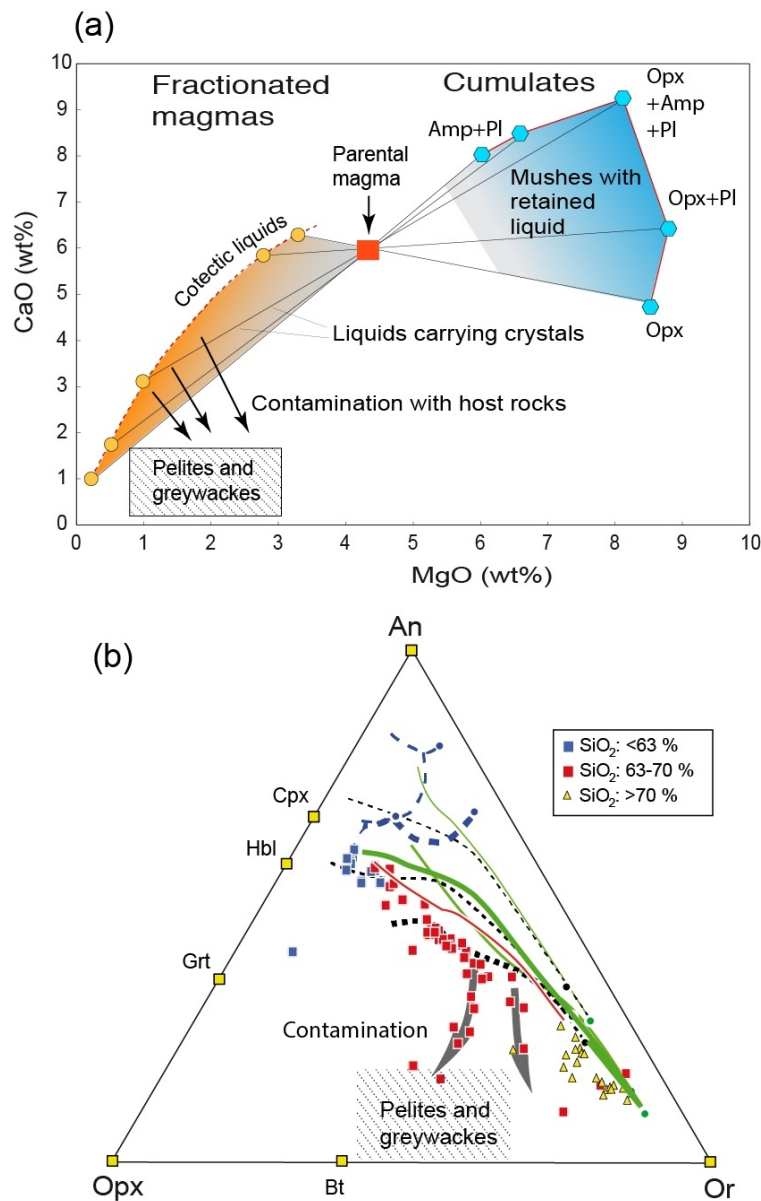 (a)
Fractionated
magmas
Cumulates
Opx
+Amp
+Pl
Amp+Pl
Parental
magma
Mushes with
retained
liquid
Opx+Pl
Cotectic liquids
Opx
Liquids carrying crystals
Contamination with host rocks
Pelites and
greywackes
CaO (wt%)
10
9
8
7
6
5
4
3
2
1
0
0 1 2 3 4 5 6 7 8 9 10
MgO (wt%)
(b)
An
SiO₂: <63 %
SiO₂: 63-70 %
SiO₂: >70 %
Cpx
Hbl
Grt
Contamination
Pelites and
greywackes
Opx
Bt
Or